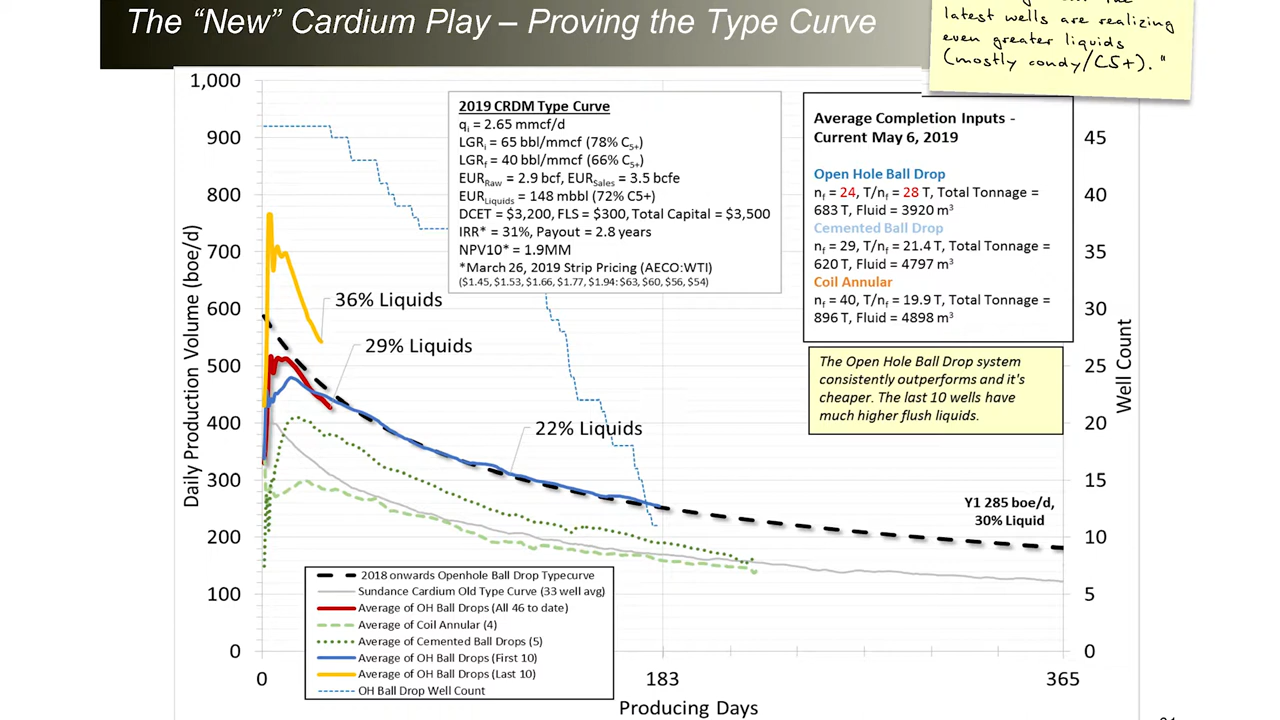 The “New” Cardium Play – Proving the Type Curve
latest wells are realizing
even greater liquids
(mostly condy/C5+)."
1,000
900
800
700
600
500
400
300
200
100
0
Daily Production Volume (boe/d)
2019 CRDM Type Curve
qi = 2.65 mmcf/d
LGRi = 65 bbl/mmcf (78% C5+)
LGRf = 40 bbl/mmcf (66% C5+)
EURRaw = 2.9 bcf, EURSales = 3.5 bcfe
EURLiquids = 148 mbbl (72% C5+)
DCET = $3,200, FLS = $300, Total Capital = $3,500
IRR* = 31%, Payout = 2.8 years
NPV10* = 1.9MM
*March 26, 2019 Strip Pricing (AECO:WTI)
($1.45, $1.53, $1.66, $1.77, $1.94: $63, $60, $56, $54)
Average Completion Inputs -
Current May 6, 2019
Open Hole Ball Drop
nf = 24, T/nf = 28 T, Total Tonnage =
683 T, Fluid = 3920 m³
Cemented Ball Drop
nf = 29, T/nf = 21.4 T, Total Tonnage =
620 T, Fluid = 4797 m³
Coil Annular
nf = 40, T/nf = 19.9 T, Total Tonnage =
896 T, Fluid = 4898 m³
The Open Hole Ball Drop system
consistently outperforms and it's
cheaper. The last 10 wells have
much higher flush liquids.
45
40
35
30
25
20
15
10
5
0
Well Count
36% Liquids
29% Liquids
22% Liquids
Y1 285 boe/d,
30% Liquid
2018 onwards Openhole Ball Drop Typecurve
Sundance Cardium Old Type Curve (33 well avg)
Average of OH Ball Drops (All 46 to date)
Average of Coil Annular (4)
Average of Cemented Ball Drops (5)
Average of OH Ball Drops (First 10)
Average of OH Ball Drops (Last 10)
OH Ball Drop Well Count
0
183
365
Producing Days